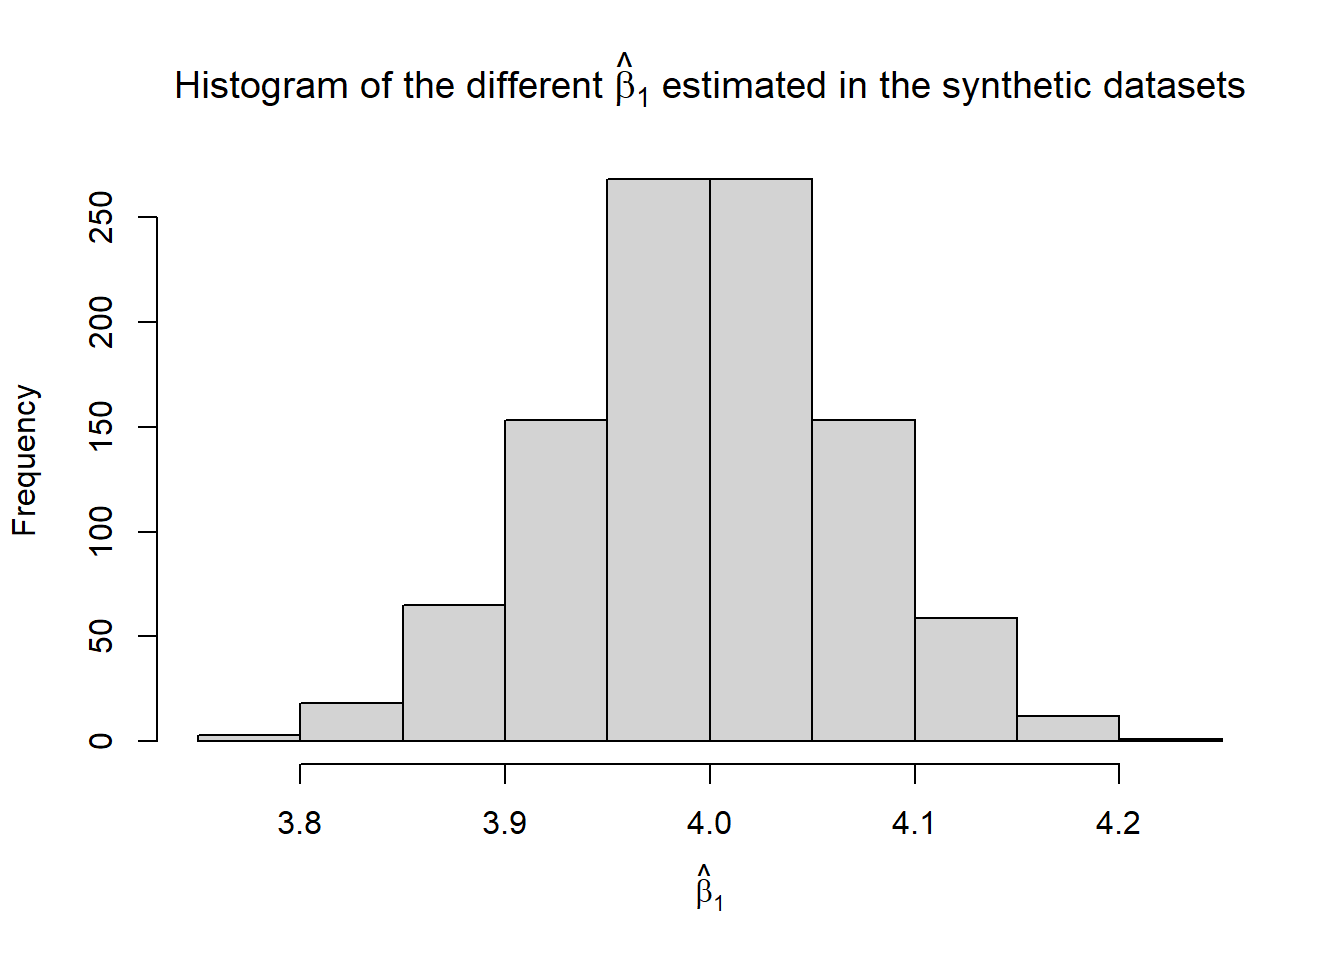 Histogram of the different β̂₁ estimated in the synthetic datasets
Frequency
250
200
150
100
50
0
3.8 3.9 4.0 4.1 4.2
β̂₁